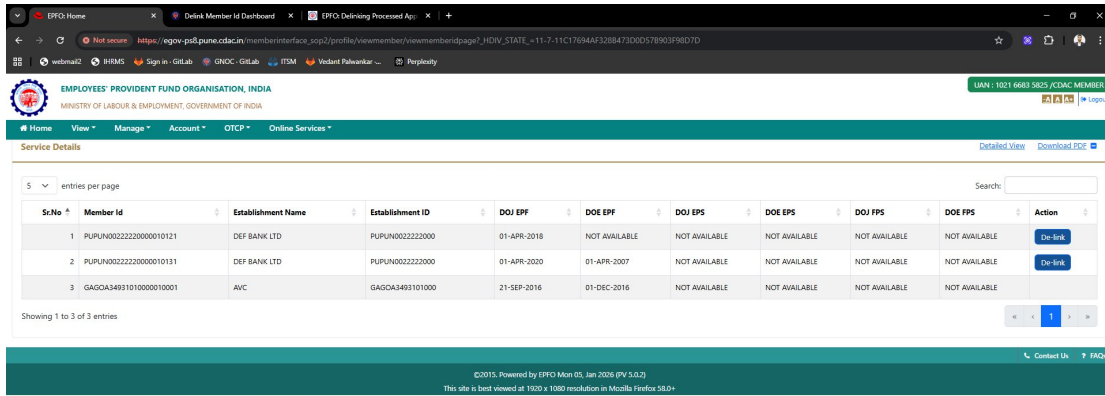 EPFO: Home
Delink Member Id Dashboard
EPFO: Delinking Processed App
Not secure https://egov-ps8.pune.cdac.in/memberinterface_sop2/profile/viewmember/viewmemberidpage?_HDIV_STATE_=11-7-11C17694AF3288473D0D578903F98D7D
webmail2 IHRMS Sign in · GitLab GNOC · GitLab ITSM Vedant Palwankar -... Perplexity
EMPLOYEES' PROVIDENT FUND ORGANISATION, INDIA
MINISTRY OF LABOUR & EMPLOYMENT, GOVERNMENT OF INDIA
UAN : 1021 6683 5825 /CDAC MEMBER
-A A A+ Logou
Home View Manage Account OTCP Online Services
Service Details Detailed View Download PDF
5 entries per page Search:
Sr.No Member Id Establishment Name Establishment ID DOJ EPF DOE EPF DOJ EPS DOE EPS DOJ FPS DOE FPS Action
1 PUPUN00222220000010121 DEF BANK LTD PUPUN0022222000 01-APR-2018 NOT AVAILABLE NOT AVAILABLE NOT AVAILABLE NOT AVAILABLE NOT AVAILABLE De-link
2 PUPUN00222220000010131 DEF BANK LTD PUPUN0022222000 01-APR-2020 01-APR-2007 NOT AVAILABLE NOT AVAILABLE NOT AVAILABLE NOT AVAILABLE De-link
3 GAGOA34931010000010001 AVC GAGOA3493101000 21-SEP-2016 01-DEC-2016 NOT AVAILABLE NOT AVAILABLE NOT AVAILABLE NOT AVAILABLE
Showing 1 to 3 of 3 entries « ‹ 1 › »
Contact Us ? FAQ
©2015. Powered by EPFO Mon 05, Jan 2026 (PV 5.0.2)
This site is best viewed at 1920 x 1080 resolution in Mozilla Firefox 58.0+